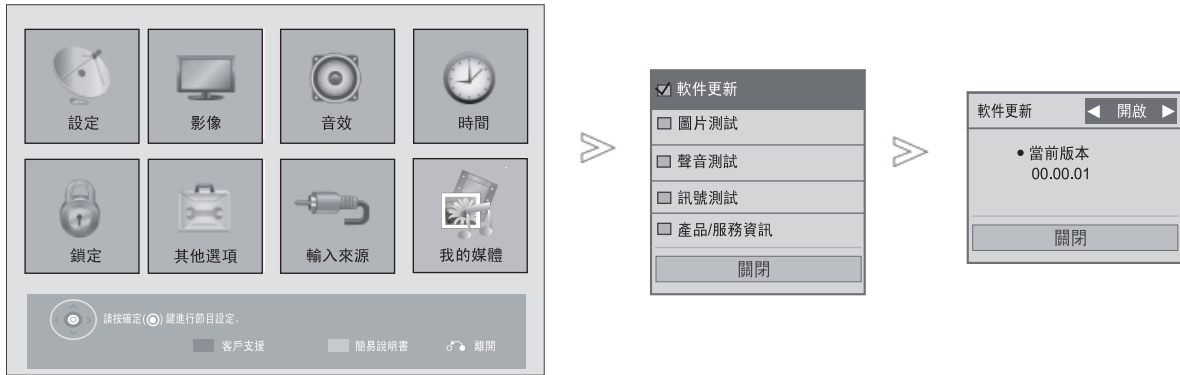 設定
影像
音效
時間
鎖定
其他選項
輸入來源
我的媒體
請按確定(◉) 鍵進行節目設定。
客戶支援
簡易說明書
離開
軟件更新
圖片測試
聲音測試
訊號測試
產品/服務資訊
關閉
軟件更新 ◀ 開啟 ▶
• 當前版本
00.00.01
關閉